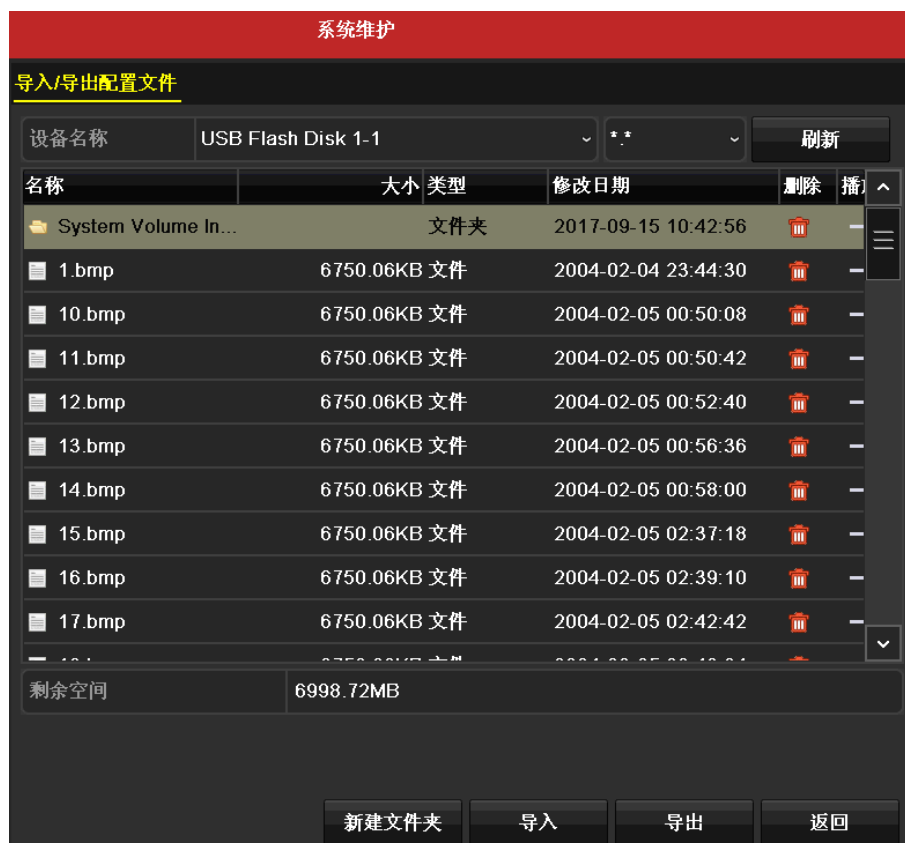 系统维护
导入/导出配置文件
设备名称 USB Flash Disk 1-1 *.* 刷新
名称 大小 类型 修改日期 删除 播
System Volume In... 文件夹 2017-09-15 10:42:56
1.bmp 6750.06KB 文件 2004-02-04 23:44:30
10.bmp 6750.06KB 文件 2004-02-05 00:50:08
11.bmp 6750.06KB 文件 2004-02-05 00:50:42
12.bmp 6750.06KB 文件 2004-02-05 00:52:40
13.bmp 6750.06KB 文件 2004-02-05 00:56:36
14.bmp 6750.06KB 文件 2004-02-05 00:58:00
15.bmp 6750.06KB 文件 2004-02-05 02:37:18
16.bmp 6750.06KB 文件 2004-02-05 02:39:10
17.bmp 6750.06KB 文件 2004-02-05 02:42:42
剩余空间 6998.72MB
新建文件夹 导入 导出 返回